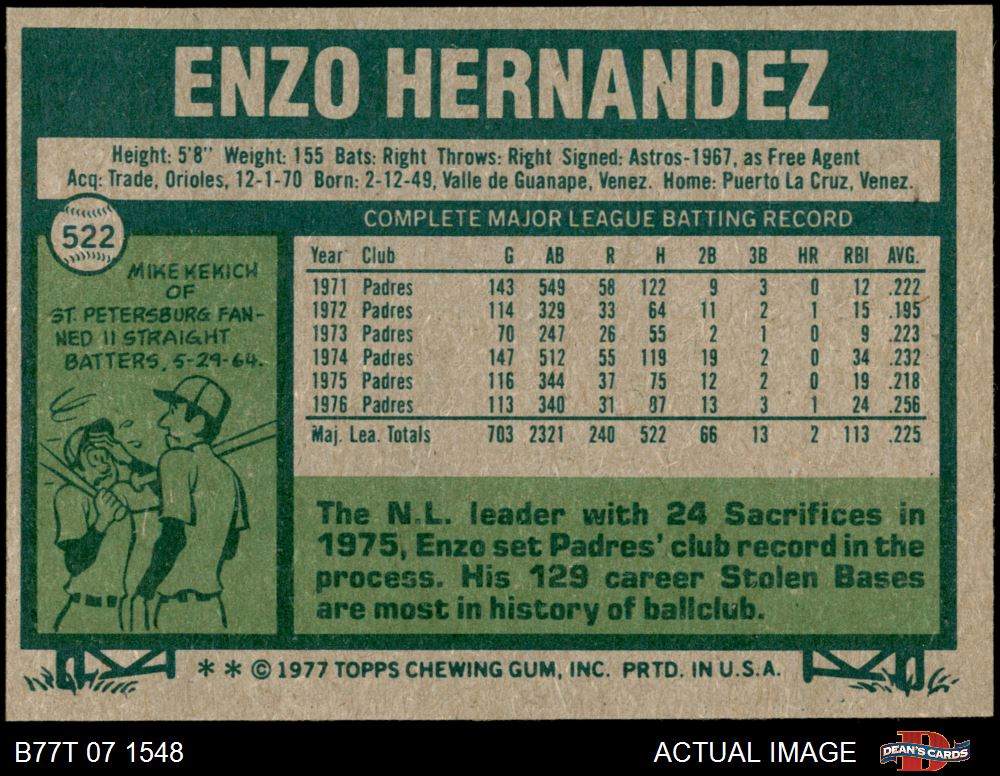 ENZO HERNANDEZ
Height: 5'8" Weight: 155 Bats: Right Throws: Right Signed: Astros-1967, as Free Agent
Acq: Trade, Orioles, 12-1-70 Born: 2-12-49, Valle de Guanape, Venez. Home: Puerto La Cruz, Venez.
522
MIKE KEKICH
OF
ST. PETERSBURG FAN-
NED 11 STRAIGHT
BATTERS, 5-29-64.
COMPLETE MAJOR LEAGUE BATTING RECORD
Year Club G AB R H 2B 3B HR RBI AVG.
1971 Padres 143 549 58 122 9 3 0 12 .222
1972 Padres 114 329 33 64 11 2 1 15 .195
1973 Padres 70 247 26 55 2 1 0 9 .223
1974 Padres 147 512 55 119 19 2 0 34 .232
1975 Padres 116 344 37 75 12 2 0 19 .218
1976 Padres 113 340 31 87 13 3 1 24 .256
Maj. Lea. Totals 703 2321 240 522 66 13 2 113 .225
The N.L. leader with 24 Sacrifices in
1975, Enzo set Padres' club record in the
process. His 129 career Stolen Bases
are most in history of ballclub.
* * © 1977 TOPPS CHEWING GUM, INC. PRTD. IN U.S.A.
B77T 07 1548
ACTUAL IMAGE
DEAN'S CARDS